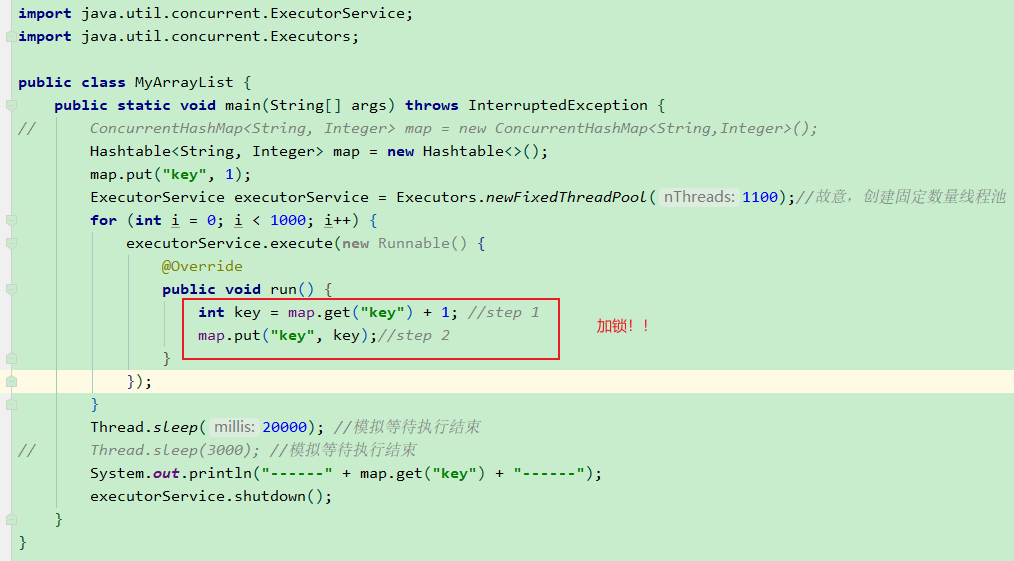 import java.util.concurrent.ExecutorService;
import java.util.concurrent.Executors;
public class MyArrayList {
public static void main(String[] args) throws InterruptedException {
// ConcurrentHashMap<String, Integer> map = new ConcurrentHashMap<String,Integer>();
Hashtable<String, Integer> map = new Hashtable<>();
map.put("key", 1);
ExecutorService executorService = Executors.newFixedThreadPool( nThreads: 1100);//故意，创建固定数量线程池
for (int i = 0; i < 1000; i++) {
executorService.execute(new Runnable() {
@Override
public void run() {
int key = map.get("key") + 1; //step 1
加锁！！
map.put("key", key);//step 2
}
});
}
Thread.sleep( millis: 20000); //模拟等待执行结束
// Thread.sleep(3000); //模拟等待执行结束
System.out.println("------" + map.get("key") + "------");
executorService.shutdown();
}
}